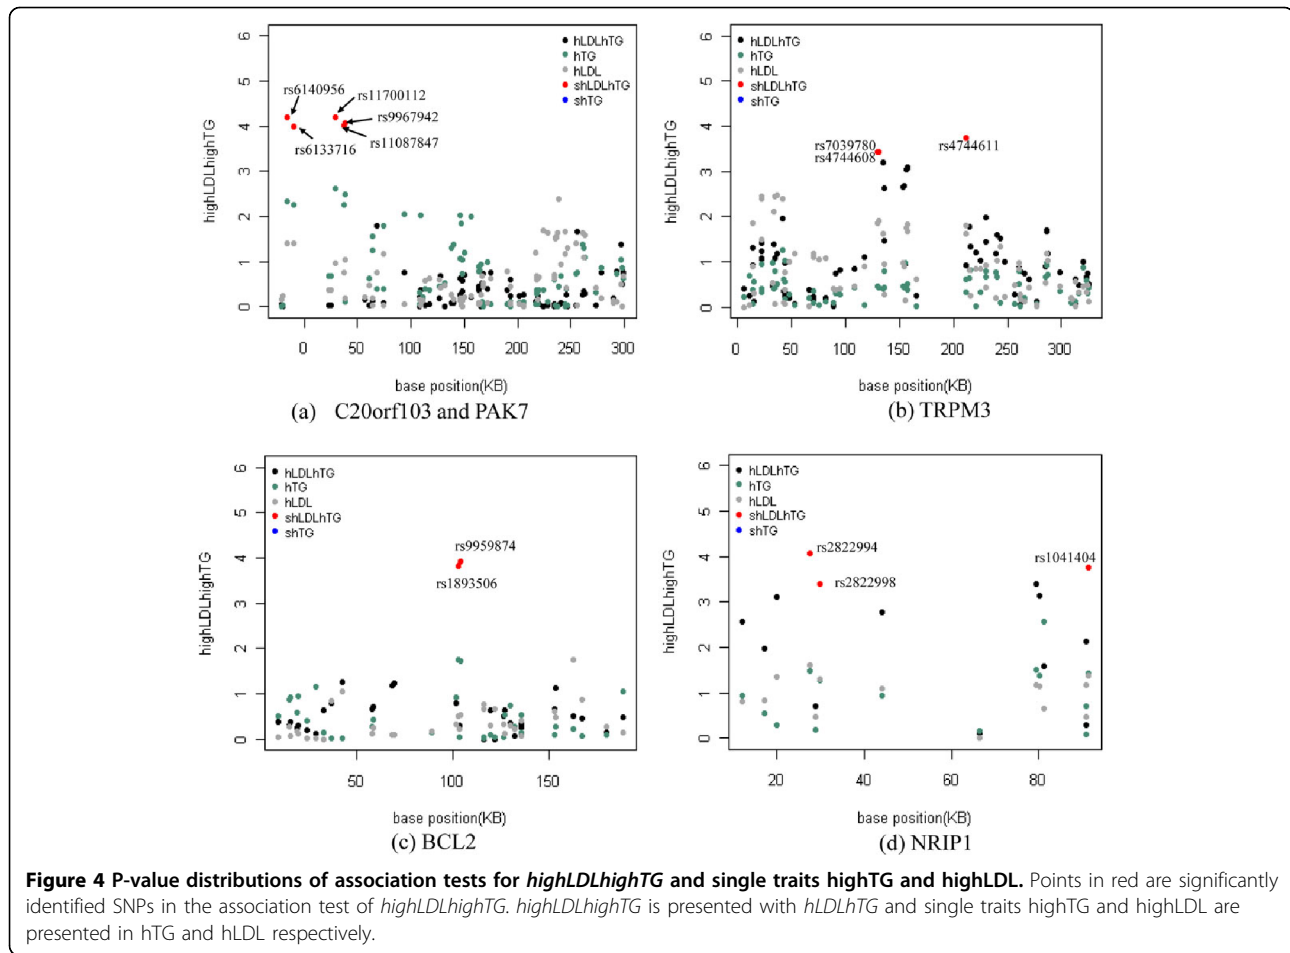 6
5
4
3
2
1
0
highLDLhighTG
hLDLhTG
hTG
hLDL
shLDLhTG
shTG
rs6140956
rs11700112
rs9967942
rs11087847
rs6133716
0 50 100 150 200 250 300
base position(KB)
(a) C20orf103 and PAK7
6
5
4
3
2
1
0
highLDLhighTG
hLDLhTG
hTG
hLDL
shLDLhTG
shTG
rs7039780
rs4744608
rs4744611
0 50 100 150 200 250 300
base position(KB)
(b) TRPM3
6
5
4
3
2
1
0
highLDLhighTG
hLDLhTG
hTG
hLDL
shLDLhTG
shTG
rs9959874
rs1893506
50 100 150
base position(KB)
(c) BCL2
6
5
4
3
2
1
0
highLDLhighTG
hLDLhTG
hTG
hLDL
shLDLhTG
shTG
rs2822994
rs2822998
rs1041404
20 40 60 80
base position(KB)
(d) NRIP1
Figure 4 P-value distributions of association tests for highLDLhighTG and single traits highTG and highLDL. Points in red are significantly
identified SNPs in the association test of highLDLhighTG. highLDLhighTG is presented with hLDLhTG and single traits highTG and highLDL are
presented in hTG and hLDL respectively.